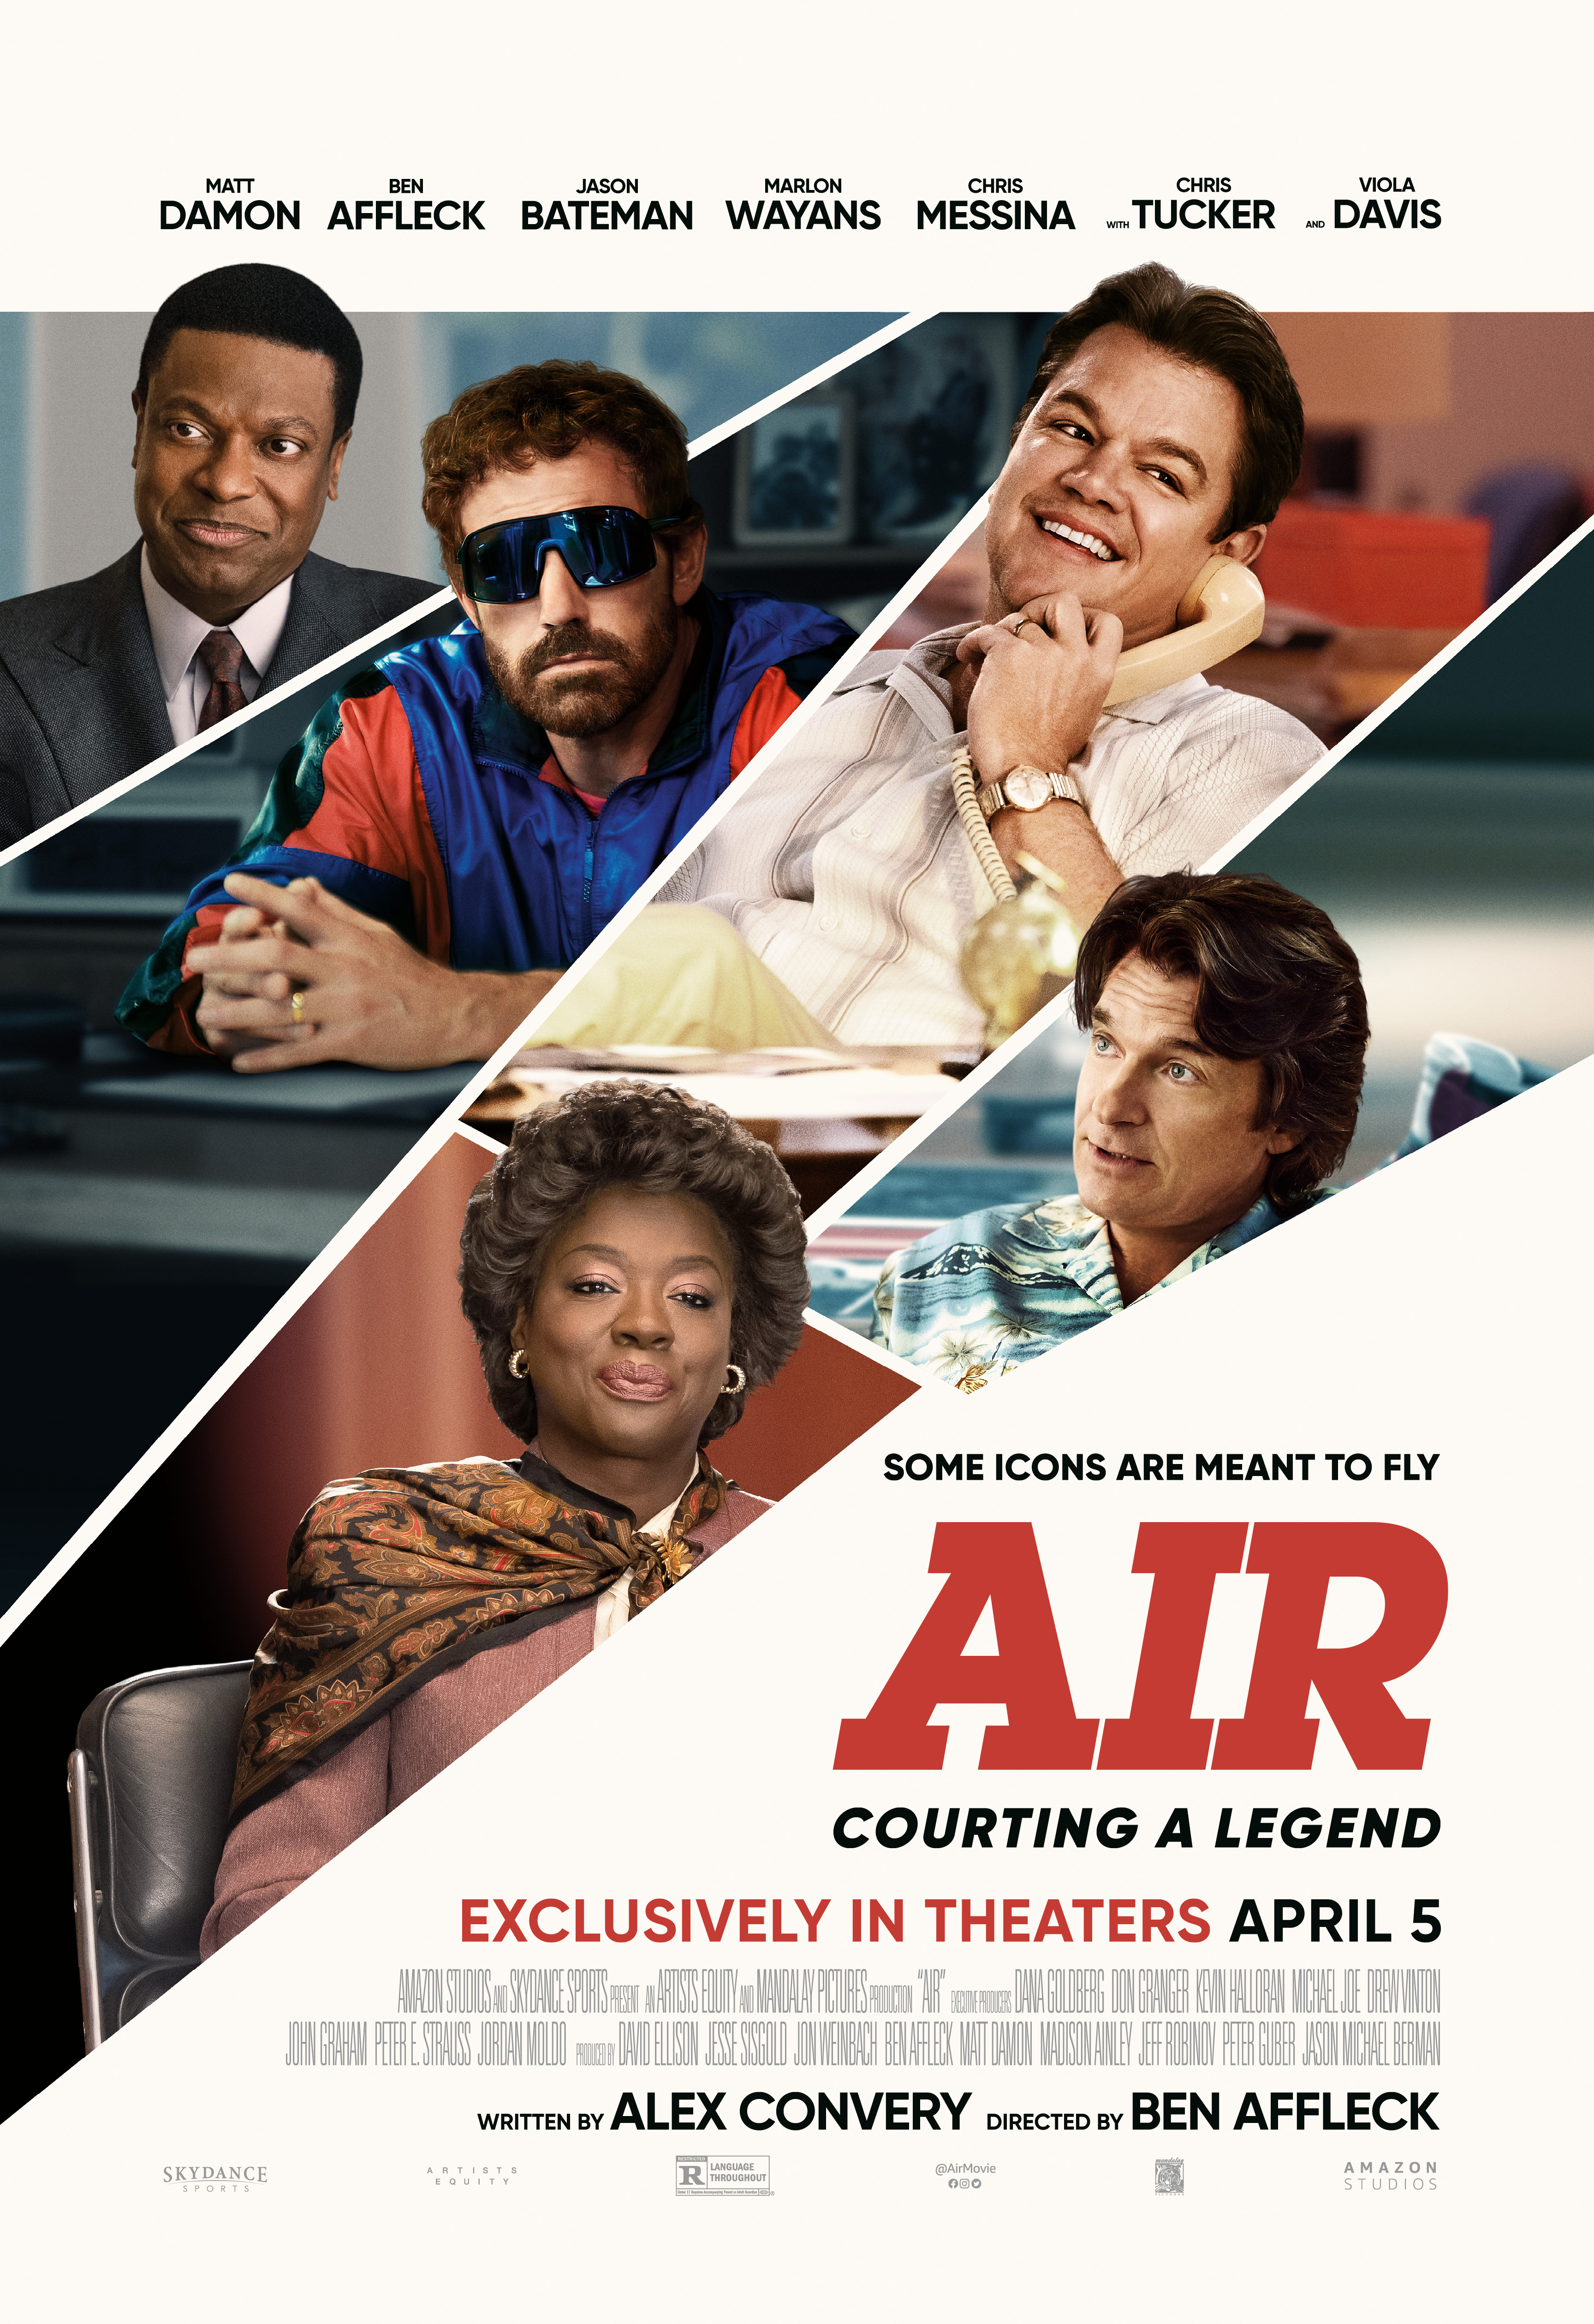 MATT DAMON BEN AFFLECK JASON BATEMAN MARLON WAYANS CHRIS MESSINA WITH CHRIS TUCKER AND VIOLA DAVIS
SOME ICONS ARE MEANT TO FLY
AIR
COURTING A LEGEND
EXCLUSIVELY IN THEATERS APRIL 5
AMAZON STUDIOS AND SKYDANCE SPORTS PRESENT AN ARTISTS EQUITY AND MANDALAY PICTURES PRODUCTION "AIR" EXECUTIVE PRODUCERS DANA GOLDBERG DON GRANGER KEVIN HALLORAN MICHAEL JOE DREW VINTON
JOHN GRAHAM PETER E. STRAUSS JORDAN MOLDO PRODUCED BY DAVID ELLISON JESSE SISGOLD JON WEINBACH BEN AFFLECK MATT DAMON MADISON AINLEY JEFF ROBINOV PETER GUBER JASON MICHAEL BERMAN
WRITTEN BY ALEX CONVERY DIRECTED BY BEN AFFLECK
SKYDANCE
SPORTS
ARTISTS
EQUITY
RESTRICTED
R
LANGUAGE
THROUGHOUT
@AirMovie
mandalay
AMAZON
STUDIOS